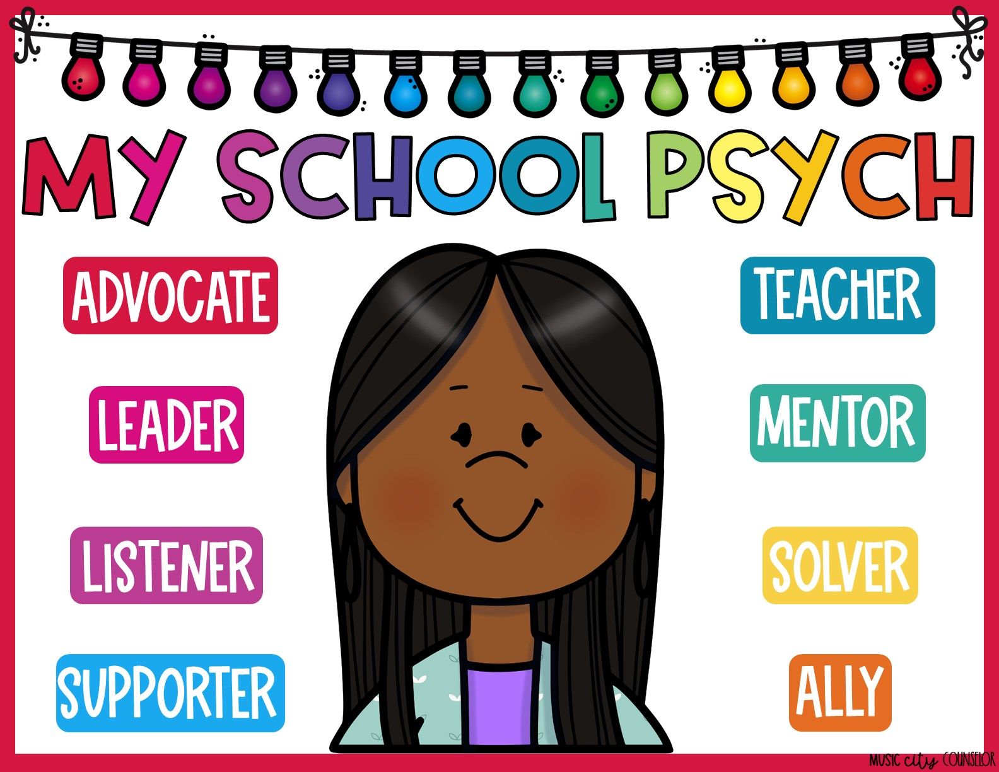 MY SCHOOL PSYCH
ADVOCATE
LEADER
LISTENER
SUPPORTER
TEACHER
MENTOR
SOLVER
ALLY
MUSIC city COUNSELOR